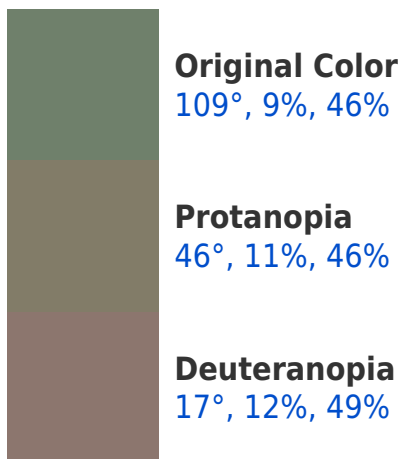 Original Color
109°, 9%, 46%
Protanopia
46°, 11%, 46%
Deuteranopia
17°, 12%, 49%